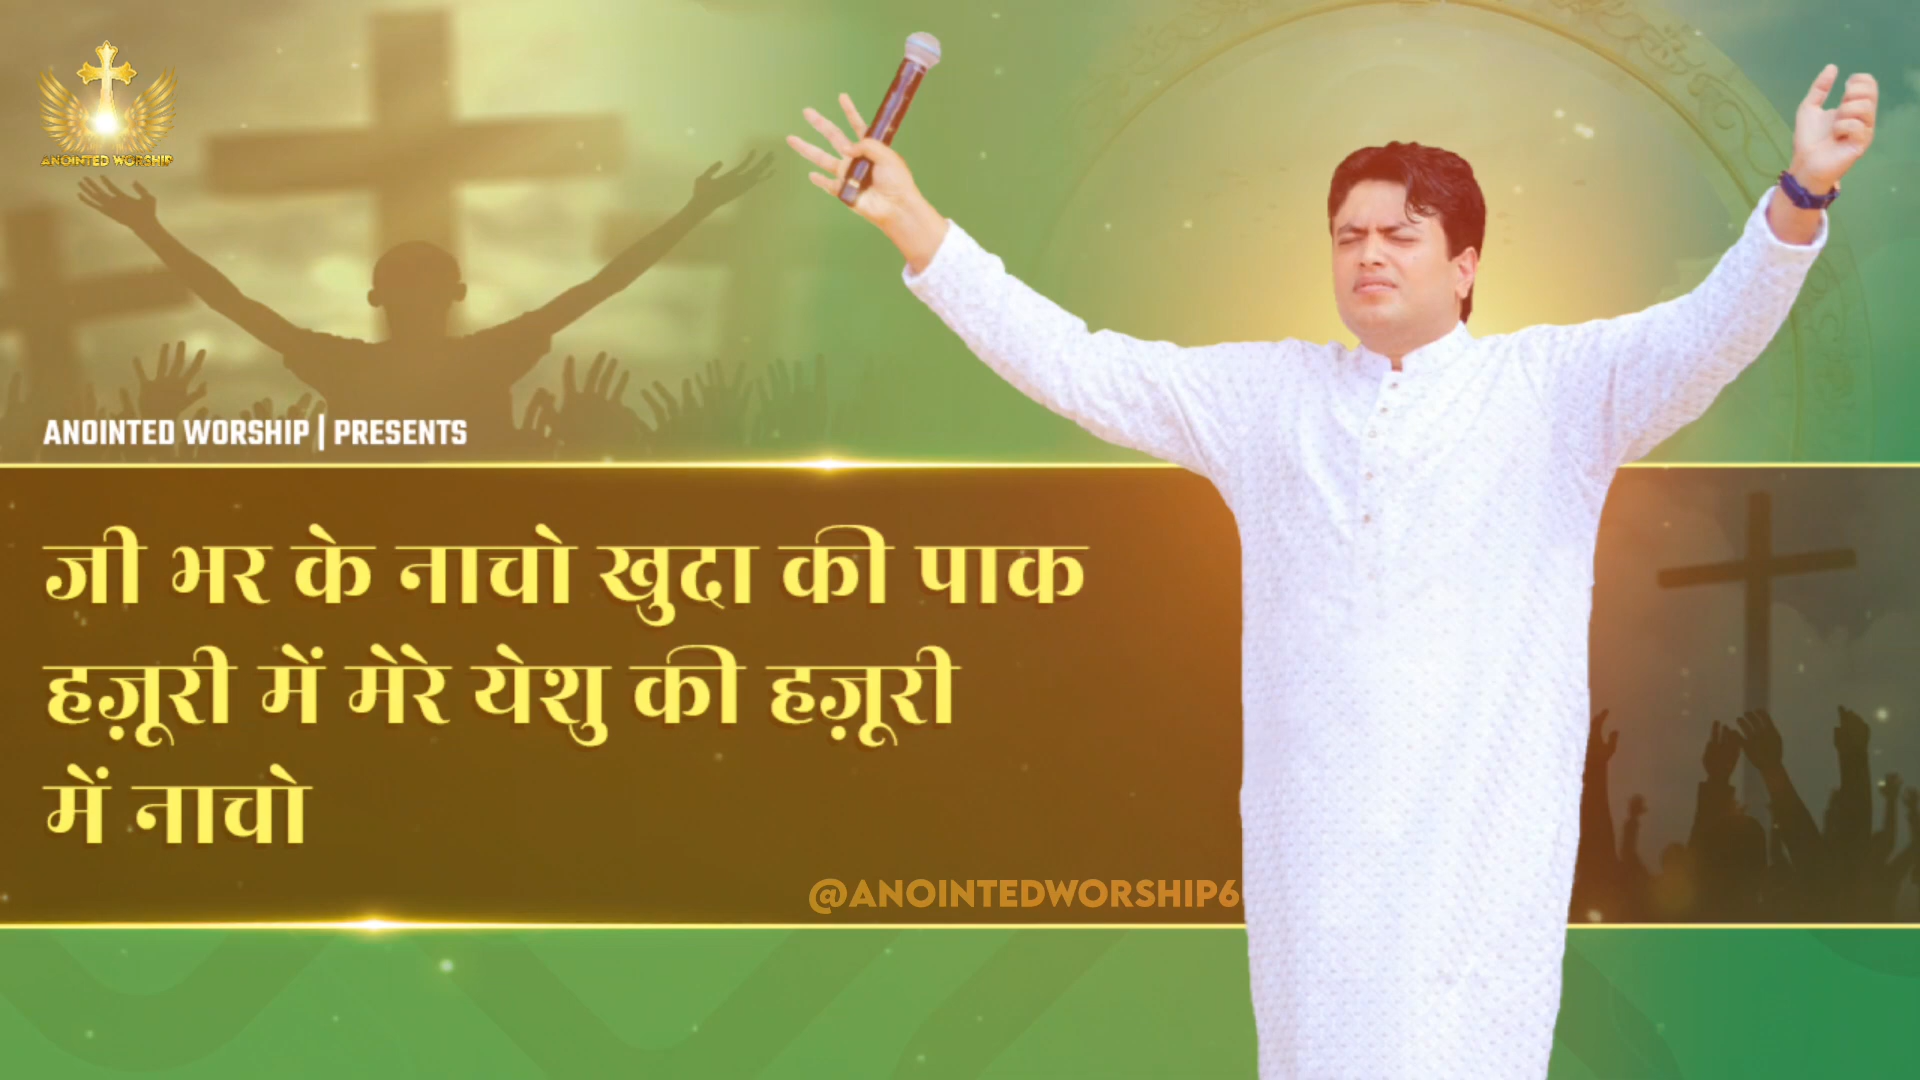 ANOINTED WORSHIP
ANOINTED WORSHIP | PRESENTS
जी भर के नाचो खुदा की पाक
हज़ूरी में मेरे येशु की हज़ूरी
में नाचो
@ANOINTEDWORSHIP6